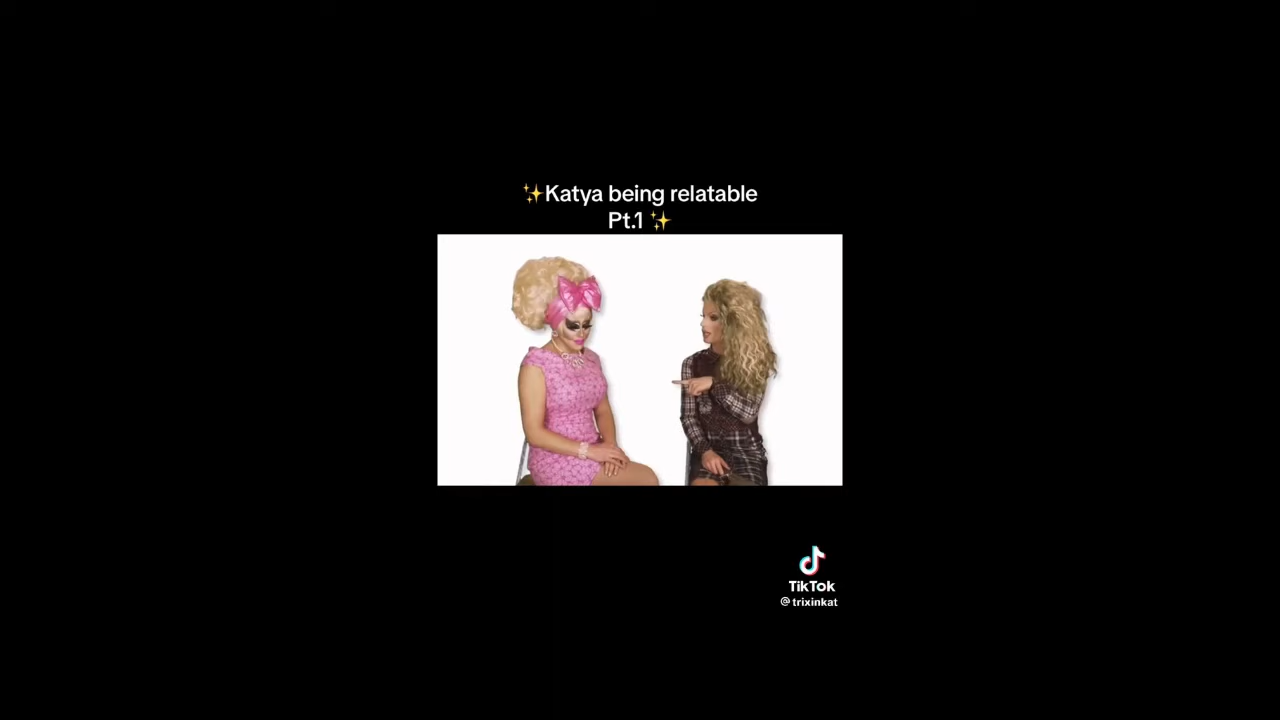 ✨Katya being relatable
Pt.1 ✨
TikTok
@trixinkat